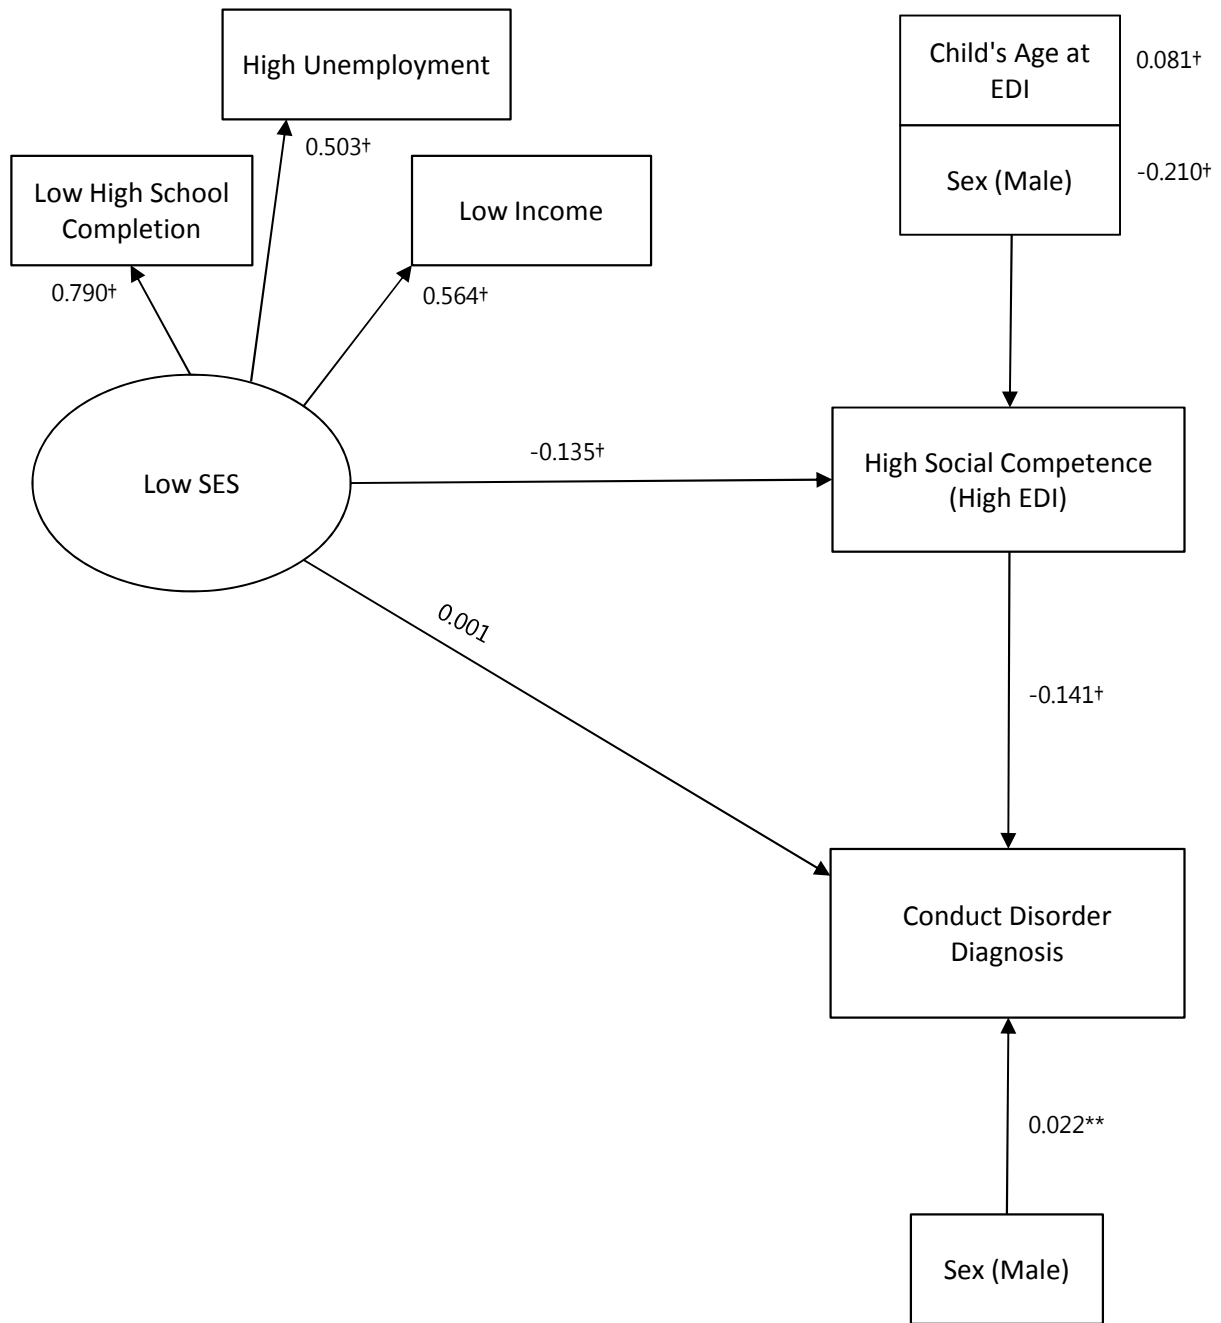 High Unemployment
0.503†
Low High School
Completion
0.790†
Low Income
0.564†
Child's Age at
EDI
0.081†
Sex (Male)
-0.210†
Low SES
-0.135†
High Social Competence
(High EDI)
0.001
-0.141†
Conduct Disorder
Diagnosis
0.022**
Sex (Male)